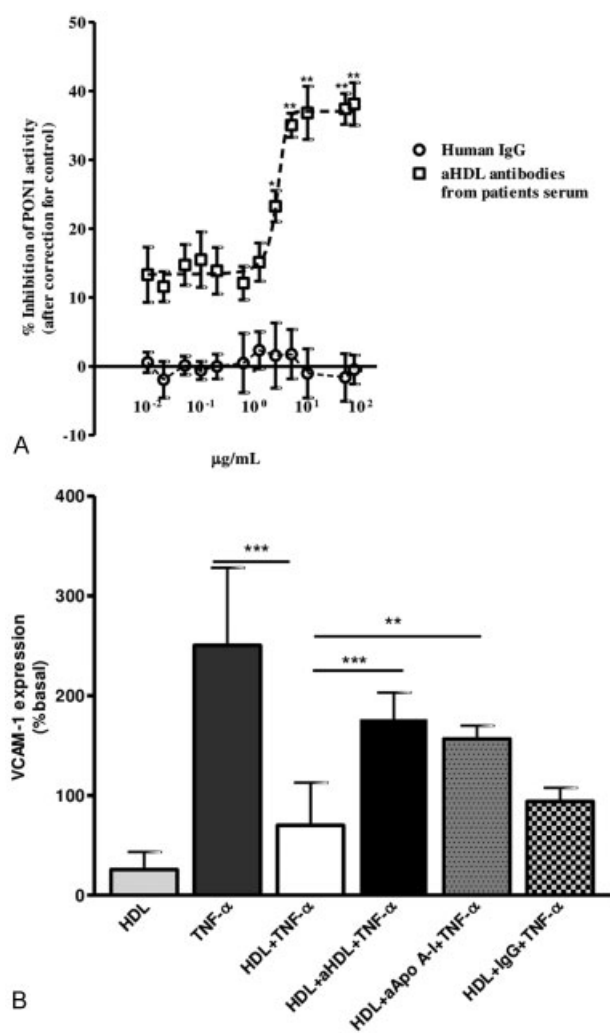 50
40
30
20
10
0
-10
% Inhibition of PON1 activity
(after correction for control)
*
**
**
**
**
10-2
10-1
100
101
102
µg/mL
Human IgG
aHDL antibodies
from patients serum
A
400
300
200
100
0
VCAM-1 expression
(%basal)
***
**
***
HDL
TNF-α
HDL+TNF-α
HDL+aHDL+TNF-α
HDL+aApo A-I+TNF-α
HDL+IgG+TNF-α
B